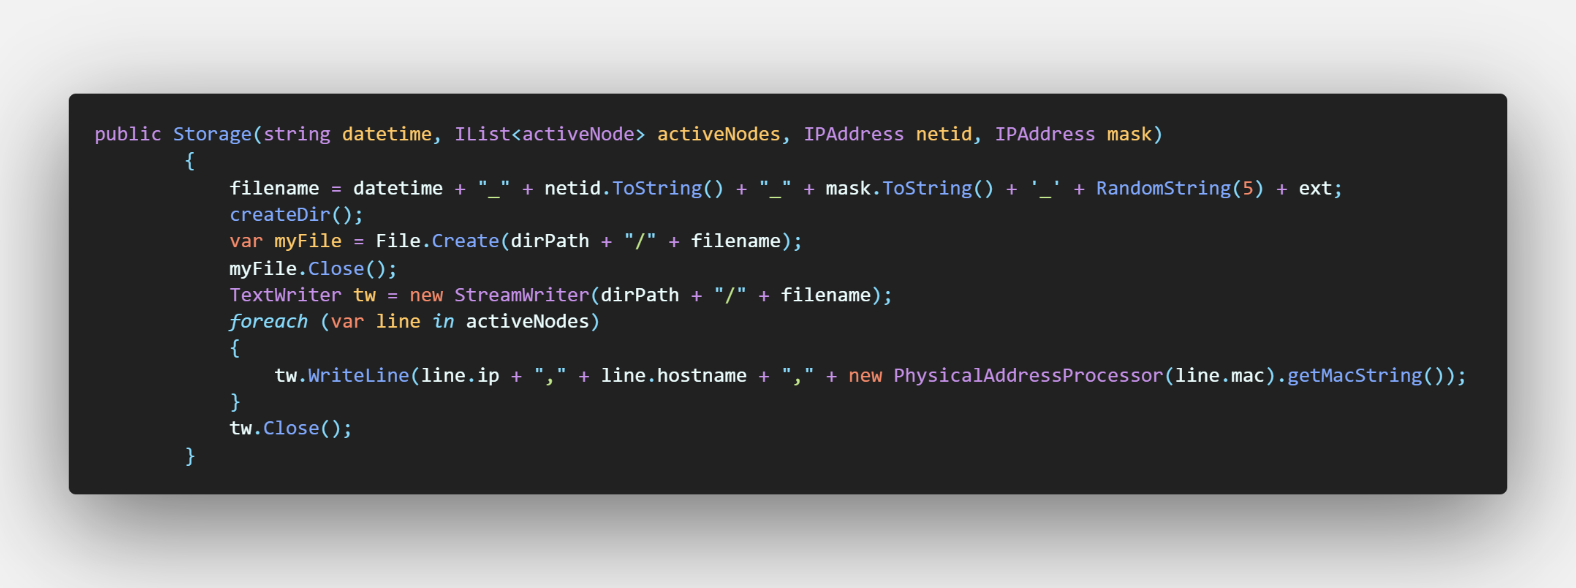 public Storage(string datetime, IList<activeNode> activeNodes, IPAddress netid, IPAddress mask)
{
filename = datetime + "_" + netid.ToString() + "_" + mask.ToString() + '_' + RandomString(5) + ext;
createDir();
var myFile = File.Create(dirPath + "/" + filename);
myFile.Close();
TextWriter tw = new StreamWriter(dirPath + "/" + filename);
foreach (var line in activeNodes)
{
tw.WriteLine(line.ip + "," + line.hostname + "," + new PhysicalAddressProcessor(line.mac).getMacString());
}
tw.Close();
}